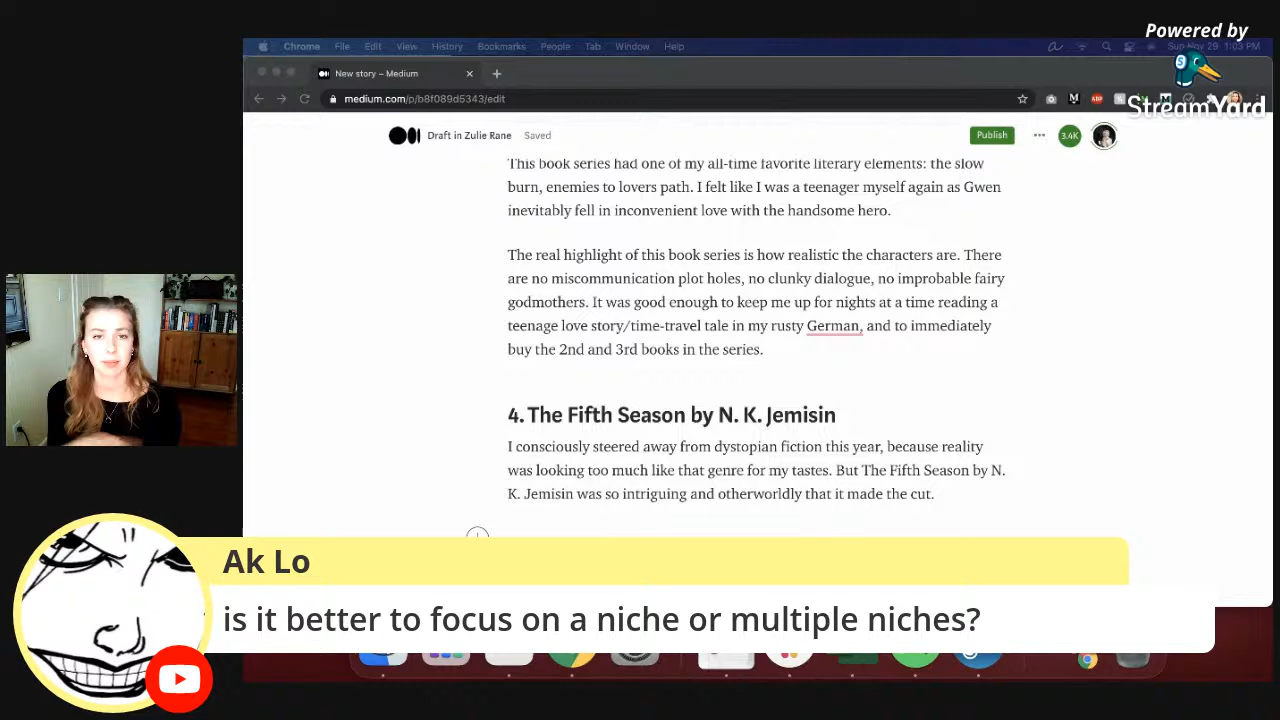 Powered by
StreamYard
Chrome File Edit View History Bookmarks People Tab Window Help
Sun Nov 29 1:03 PM
New story – Medium
medium.com/p/b8f089d5343/edit
Draft in Zulie Rane Saved
Publish
3.4K
This book series had one of my all-time favorite literary elements: the slow
burn, enemies to lovers path. I felt like I was a teenager myself again as Gwen
inevitably fell in inconvenient love with the handsome hero.
The real highlight of this book series is how realistic the characters are. There
are no miscommunication plot holes, no clunky dialogue, no improbable fairy
godmothers. It was good enough to keep me up for nights at a time reading a
teenage love story/time-travel tale in my rusty German, and to immediately
buy the 2nd and 3rd books in the series.
4. The Fifth Season by N. K. Jemisin
I consciously steered away from dystopian fiction this year, because reality
was looking too much like that genre for my tastes. But The Fifth Season by N.
K. Jemisin was so intriguing and otherworldly that it made the cut.
Ak Lo
is it better to focus on a niche or multiple niches?